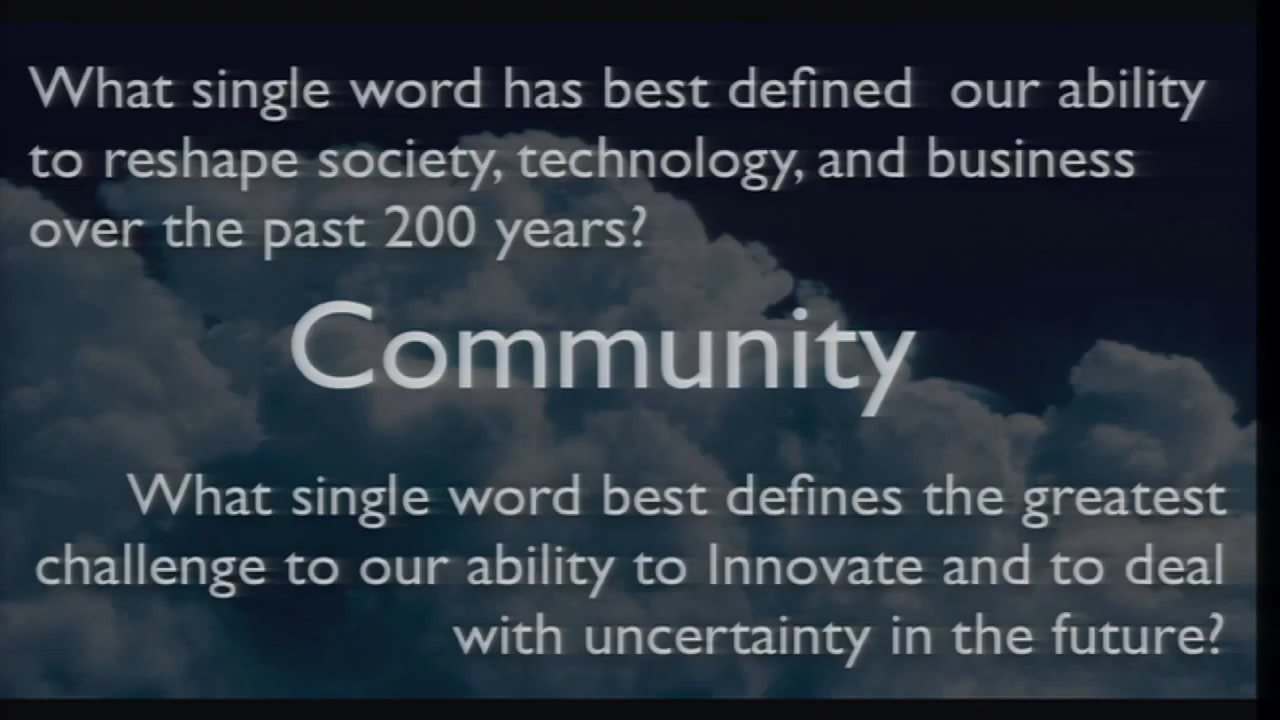 What single word has best defined our ability
to reshape society, technology, and business
over the past 200 years?
Community
What single word best defines the greatest
challenge to our ability to Innovate and to deal
with uncertainty in the future?